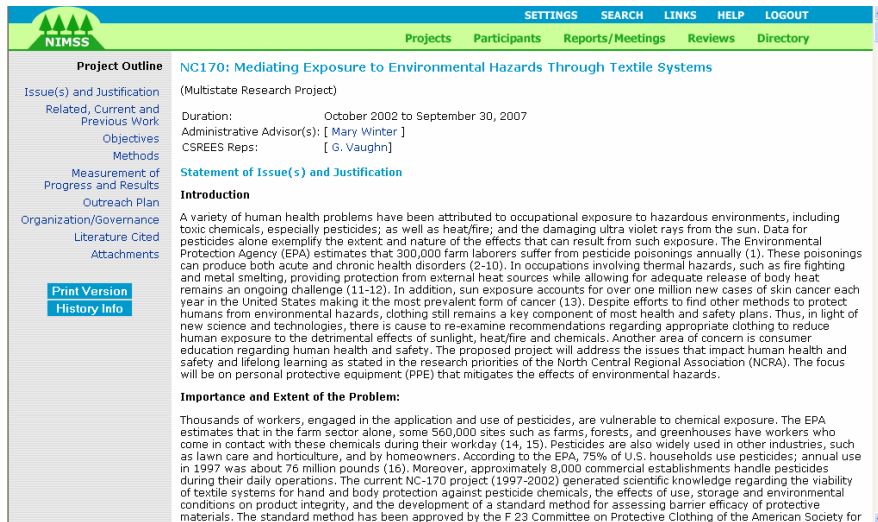 SETTINGS SEARCH LINKS HELP LOGOUT
NIMSS
Projects Participants Reports/Meetings Reviews Directory
Project Outline
Issue(s) and Justification
Related, Current and
Previous Work
Objectives
Methods
Measurement of
Progress and Results
Outreach Plan
Organization/Governance
Literature Cited
Attachments
Print Version
History Info
NC170: Mediating Exposure to Environmental Hazards Through Textile Systems
(Multistate Research Project)
Duration: October 2002 to September 30, 2007
Administrative Advisor(s): [ Mary Winter ]
CSREES Reps: [ G. Vaughn]
Statement of Issue(s) and Justification
Introduction
A variety of human health problems have been attributed to occupational exposure to hazardous environments, including
toxic chemicals, especially pesticides; as well as heat/fire; and the damaging ultra violet rays from the sun. Data for
pesticides alone exemplify the extent and nature of the effects that can result from such exposure. The Environmental
Protection Agency (EPA) estimates that 300,000 farm laborers suffer from pesticide poisonings annually (1). These poisonings
can produce both acute and chronic health disorders (2-10). In occupations involving thermal hazards, such as fire fighting
and metal smelting, providing protection from external heat sources while allowing for adequate release of body heat
remains an ongoing challenge (11-12). In addition, sun exposure accounts for over one million new cases of skin cancer each
year in the United States making it the most prevalent form of cancer (13). Despite efforts to find other methods to protect
humans from environmental hazards, clothing still remains a key component of most health and safety plans. Thus, in light of
new science and technologies, there is cause to re-examine recommendations regarding appropriate clothing to reduce
human exposure to the detrimental effects of sunlight, heat/fire and chemicals. Another area of concern is consumer
education regarding human health and safety. The proposed project will address the issues that impact human health and
safety and lifelong learning as stated in the research priorities of the North Central Regional Association (NCRA). The focus
will be on personal protective equipment (PPE) that mitigates the effects of environmental hazards.
Importance and Extent of the Problem:
Thousands of workers, engaged in the application and use of pesticides, are vulnerable to chemical exposure. The EPA
estimates that in the farm sector alone, some 560,000 sites such as farms, forests, and greenhouses have workers who
come in contact with these chemicals during their workday (14, 15). Pesticides are also widely used in other industries, such
as lawn care and horticulture, and by homeowners. According to the EPA, 75% of U.S. households use pesticides; annual use
in 1997 was about 76 million pounds (16). Moreover, approximately 8,000 commercial establishments handle pesticides
during their daily operations. The current NC-170 project (1997-2002) generated scientific knowledge regarding the viability
of textile systems for hand and body protection against pesticide chemicals, the effects of use, storage and environmental
conditions on product integrity, and the development of a standard method for assessing barrier efficacy of protective
materials. The standard method has been approved by the F 23 Committee on Protective Clothing of the American Society for